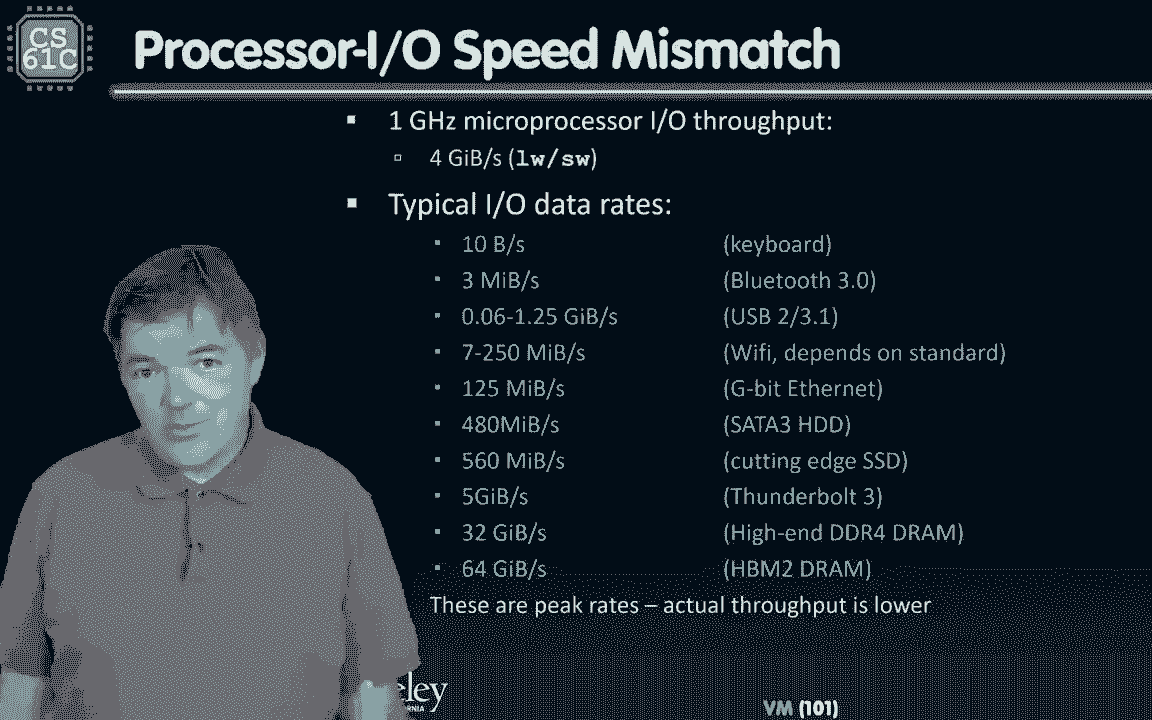 CS
61C
Processor-I/O Speed Mismatch
1 GHz microprocessor I/O throughput:
4 GiB/s (lw/sw)
Typical I/O data rates:
10 B/s (keyboard)
3 MiB/s (Bluetooth 3.0)
0.06-1.25 GiB/s (USB 2/3.1)
7-250 MiB/s (Wifi, depends on standard)
125 MiB/s (G-bit Ethernet)
480MiB/s (SATA3 HDD)
560 MiB/s (cutting edge SSD)
5GiB/s (Thunderbolt 3)
32 GiB/s (High-end DDR4 DRAM)
64 GiB/s (HBM2 DRAM)
These are peak rates – actual throughput is lower
eley
RNIA
VM (101)